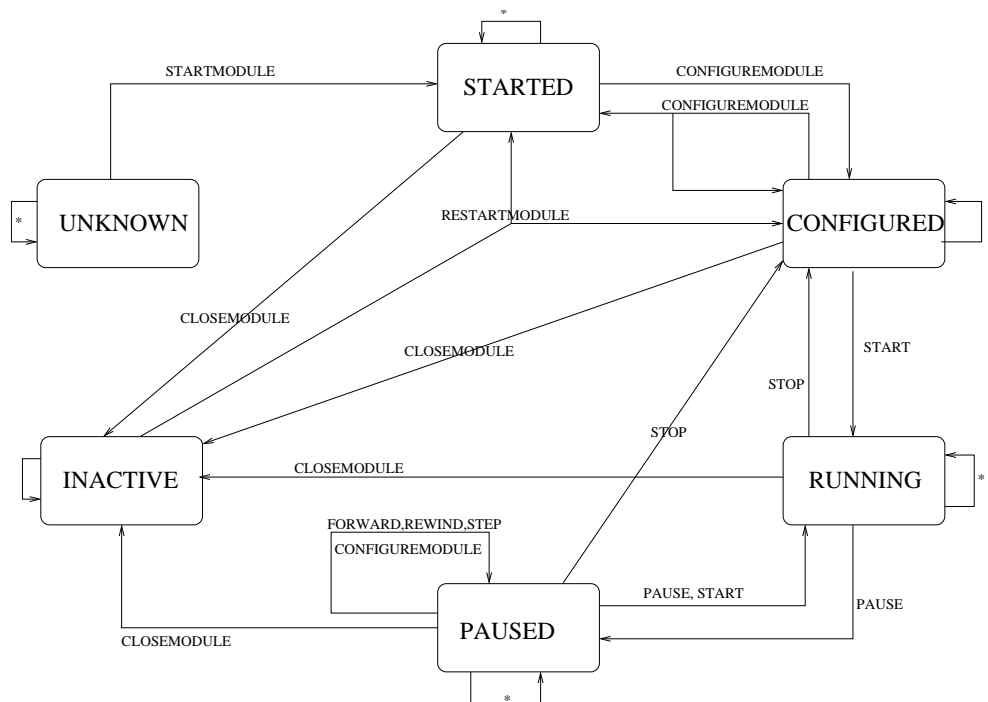 *
STARTMODULE
STARTED
CONFIGUREMODULE
CONFIGUREMODULE
*
UNKNOWN
RESTARTMODULE
CONFIGURED
CLOSEMODULE
CLOSEMODULE
START
STOP
STOP
INACTIVE
CLOSEMODULE
RUNNING
*
FORWARD,REWIND,STEP
CONFIGUREMODULE
PAUSE, START
PAUSE
CLOSEMODULE
PAUSED
*